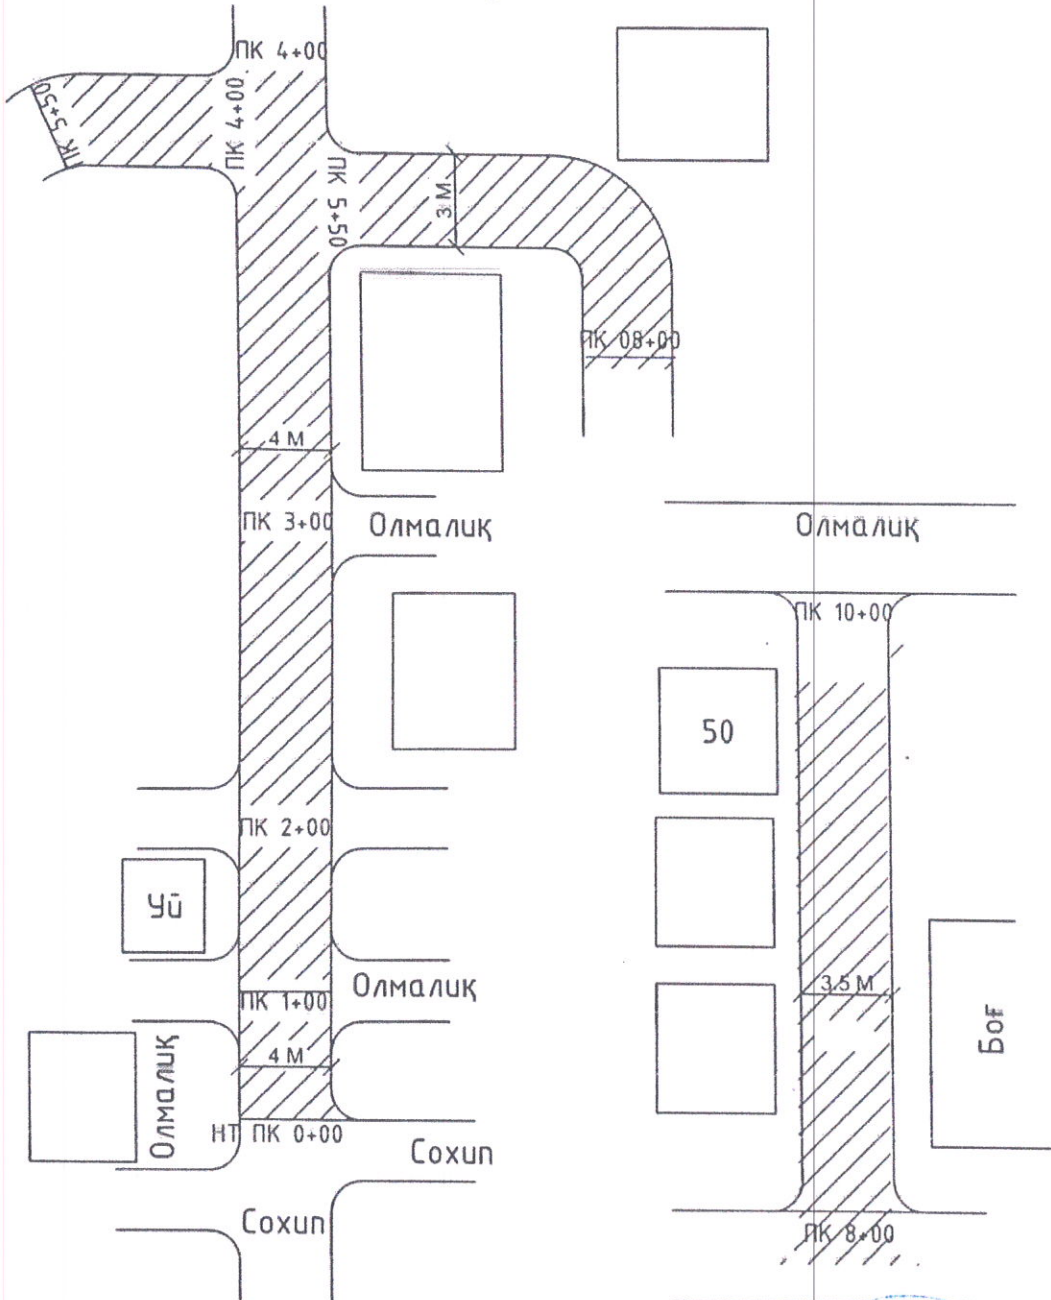 ПК 4+00
ПК 4+00
ПК 5+50
ПК 5+50
3 М
ПК 08+00
4 М
ПК 3+00
Олмалиқ
Олмалиқ
ПК 10+00
50
ПК 2+00
Уй
Олмалиқ
ПК 1+00
3,5 М
Боғ
4 М
Олмалиқ
НТ ПК 0+00
Сохип
Сохип
ПК 8+00